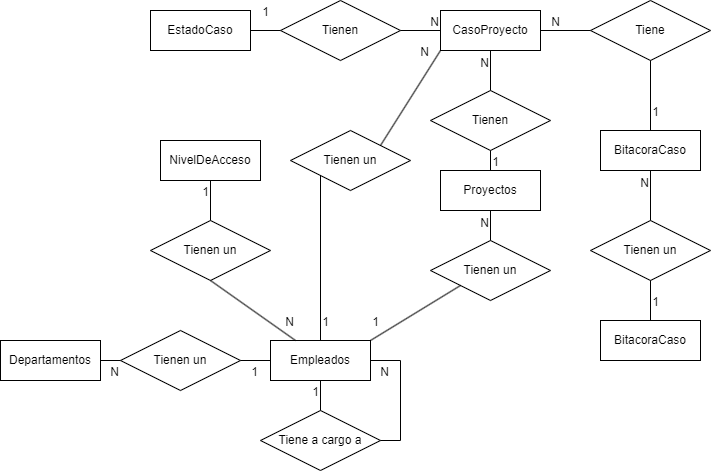 1
N
N
EstadoCaso
Tienen
CasoProyecto
Tiene
N
N
1
NivelDeAcceso
Tienen un
Tienen
BitacoraCaso
1
1
Proyectos
N
N
Tienen un
Tienen un
Tienen un
1
N
1
1
BitacoraCaso
Departamentos
Tienen un
Empleados
N
1
1
N
Tiene a cargo a